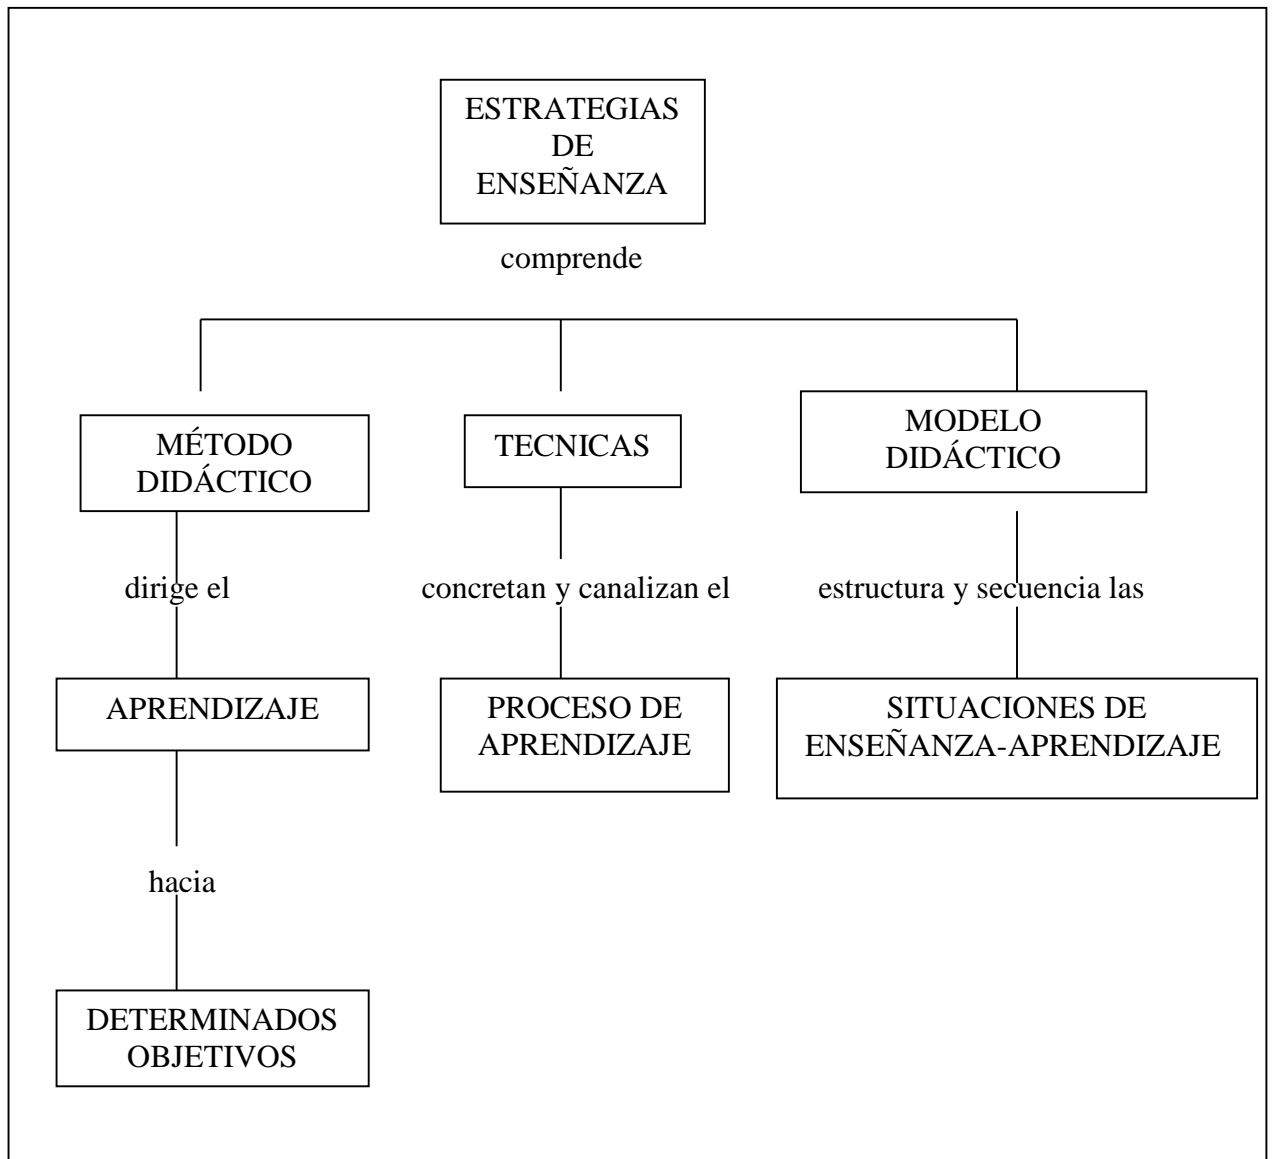 ESTRATEGIAS
DE
ENSEÑANZA
comprende
MÉTODO
DIDÁCTICO
TECNICAS
MODELO
DIDÁCTICO
dirige el
concretan y canalizan el
estructura y secuencia las
APRENDIZAJE
PROCESO DE
APRENDIZAJE
SITUACIONES DE
ENSEÑANZA-APRENDIZAJE
hacia
DETERMINADOS
OBJETIVOS